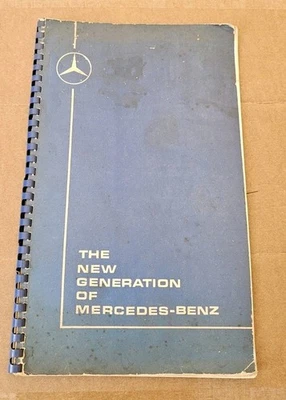 THE
NEW
GENERATION
OF
MERCEDES-BENZ